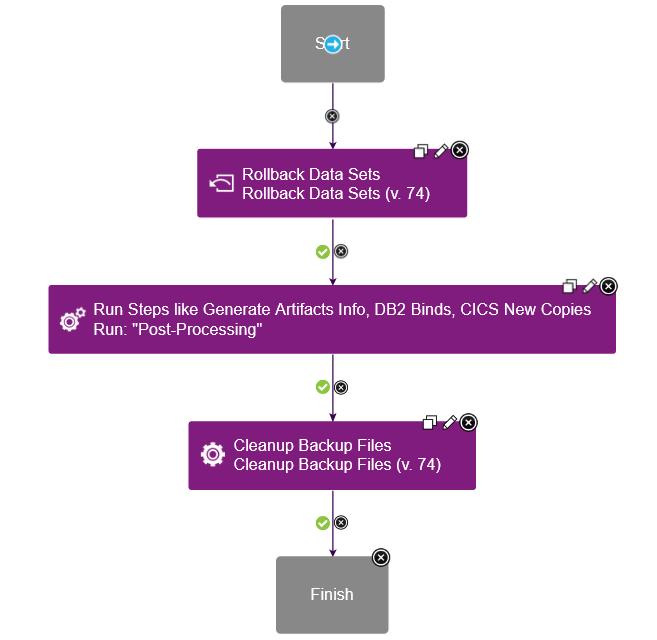 Start
Rollback Data Sets
Rollback Data Sets (v. 74)
Run Steps like Generate Artifacts Info, DB2 Binds, CICS New Copies
Run: "Post-Processing"
Cleanup Backup Files
Cleanup Backup Files (v. 74)
Finish